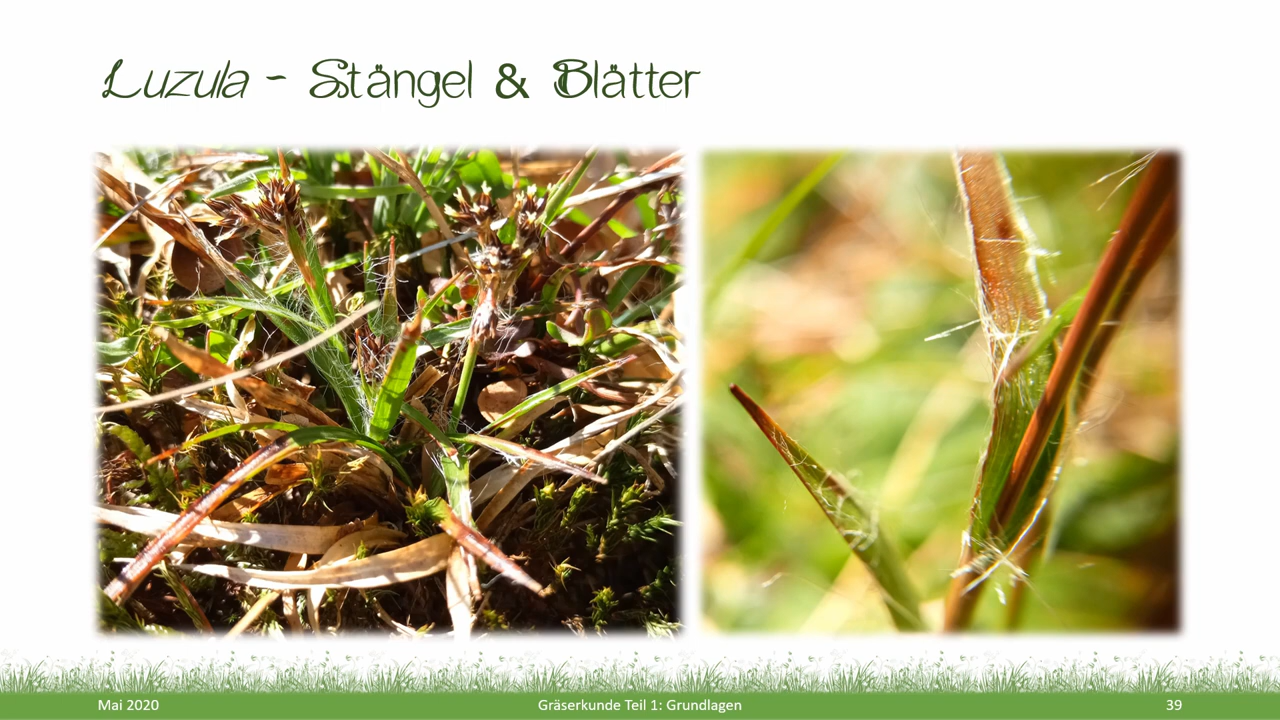 Luzula - Stängel & Blätter
Mai 2020
Gräserkunde Teil 1: Grundlagen
39